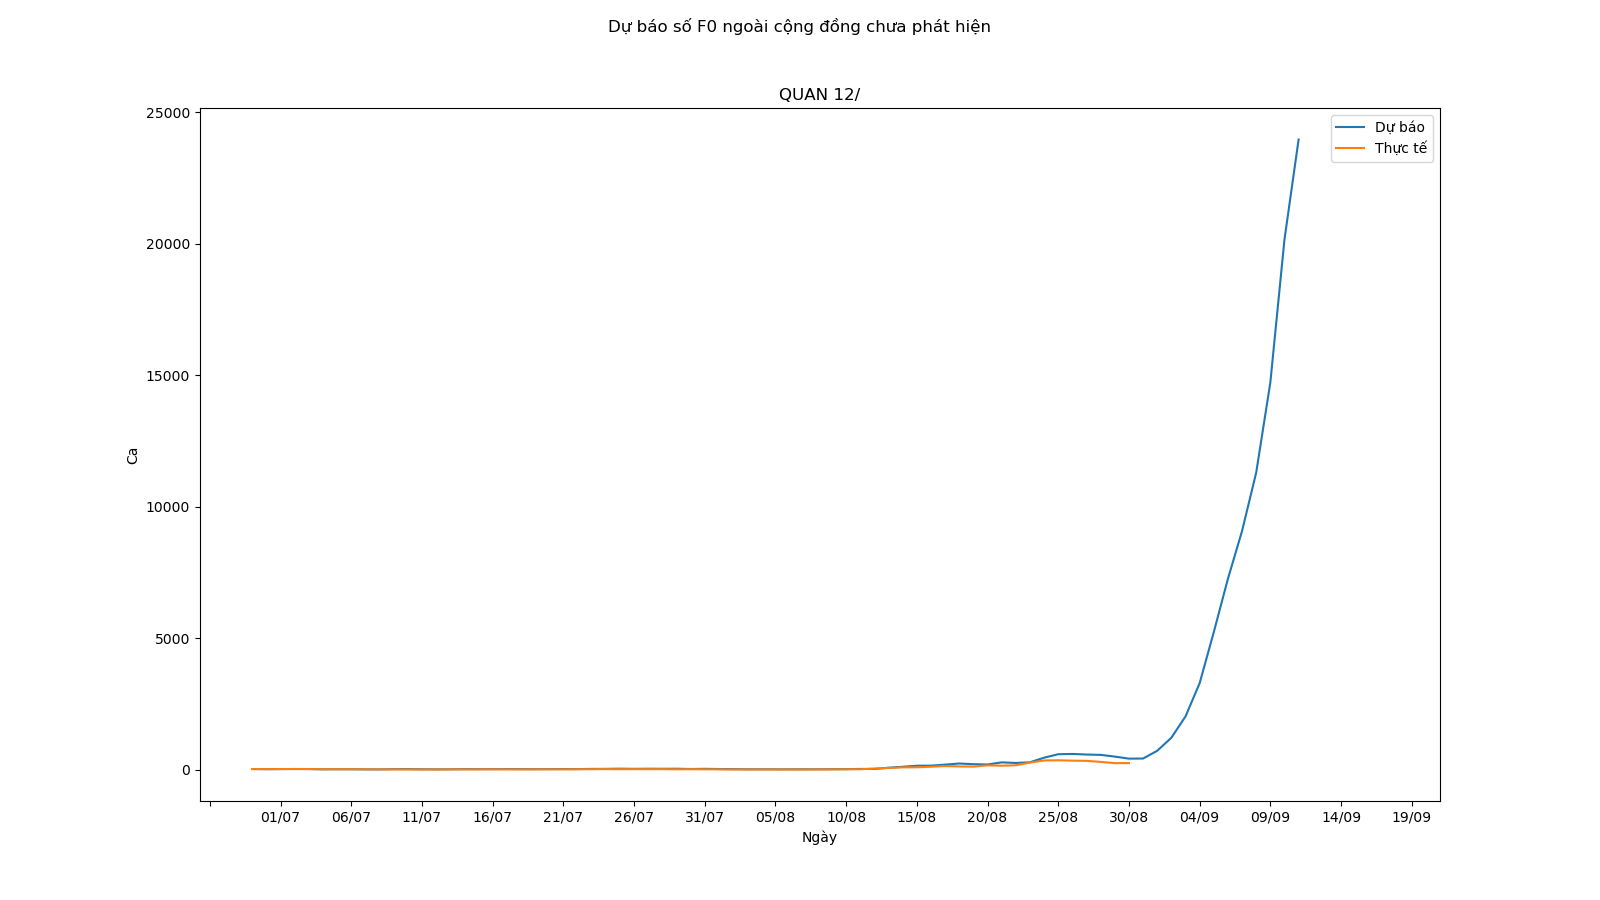 Dự báo số F0 ngoài cộng đồng chưa phát hiện
QUAN 12/
25000
20000
15000
10000
5000
0
Ca
Dự báo
Thực tế
01/07 06/07 11/07 16/07 21/07 26/07 31/07 05/08 10/08 15/08 20/08 25/08 30/08 04/09 09/09 14/09 19/09
Ngày